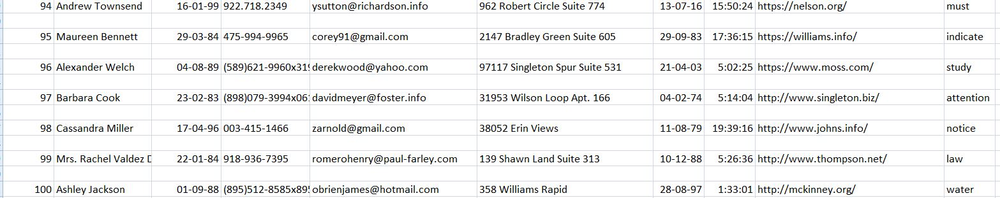 94 Andrew Townsend 16-01-99 922.718.2349 ysutton@richardson.info 962 Robert Circle Suite 774 13-07-16 15:50:24 https://nelson.org/ must
95 Maureen Bennett 29-03-84 475-994-9965 corey91@gmail.com 2147 Bradley Green Suite 605 29-09-83 17:36:15 https://williams.info/ indicate
96 Alexander Welch 04-08-89 (589)621-9960x319 derekwood@yahoo.com 97117 Singleton Spur Suite 531 21-04-03 5:02:25 https://www.moss.com/ study
97 Barbara Cook 23-02-83 (898)079-3994x061 davidmeyer@foster.info 31953 Wilson Loop Apt. 166 04-02-74 5:14:04 http://www.singleton.biz/ attention
98 Cassandra Miller 17-04-96 003-415-1466 zarnold@gmail.com 38052 Erin Views 11-08-79 19:39:16 http://www.johns.info/ notice
99 Mrs. Rachel Valdez D 22-01-84 918-936-7395 romerohenry@paul-farley.com 139 Shawn Land Suite 313 10-12-88 5:26:36 http://www.thompson.net/ law
100 Ashley Jackson 01-09-88 (895)512-8585x895 obrienjames@hotmail.com 358 Williams Rapid 28-08-97 1:33:01 http://mckinney.org/ water